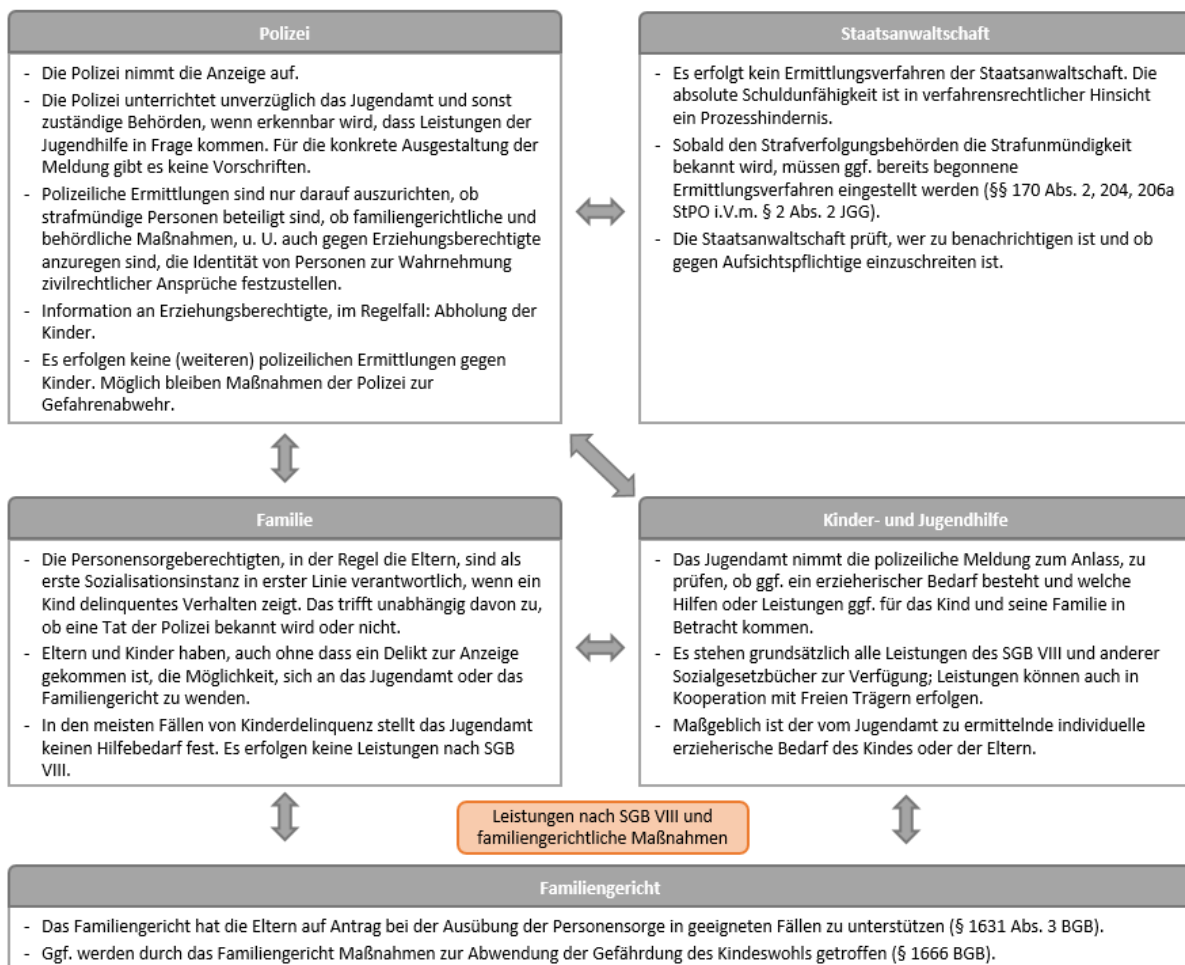 Polizei
- Die Polizei nimmt die Anzeige auf.
- Die Polizei unterrichtet unverzüglich das Jugendamt und sonst
zuständige Behörden, wenn erkennbar wird, dass Leistungen der
Jugendhilfe in Frage kommen. Für die konkrete Ausgestaltung der
Meldung gibt es keine Vorschriften.
- Polizeiliche Ermittlungen sind nur darauf auszurichten, ob
strafmündige Personen beteiligt sind, ob familiengerichtliche und
behördliche Maßnahmen, u. U. auch gegen Erziehungsberechtigte
anzuregen sind, die Identität von Personen zur Wahrnehmung
zivilrechtlicher Ansprüche festzustellen.
- Information an Erziehungsberechtigte, im Regelfall: Abholung der
Kinder.
- Es erfolgen keine (weiteren) polizeilichen Ermittlungen gegen
Kinder. Möglich bleiben Maßnahmen der Polizei zur
Gefahrenabwehr.
Staatsanwaltschaft
- Es erfolgt kein Ermittlungsverfahren der Staatsanwaltschaft. Die
absolute Schuldunfähigkeit ist in verfahrensrechtlicher Hinsicht
ein Prozesshindernis.
- Sobald den Strafverfolgungsbehörden die Strafunmündigkeit
bekannt wird, müssen ggf. bereits begonnene
Ermittlungsverfahren eingestellt werden (§§ 170 Abs. 2, 204, 206a
StPO i.V.m. § 2 Abs. 2 JGG).
- Die Staatsanwaltschaft prüft, wer zu benachrichtigen ist und ob
gegen Aufsichtspflichtige einzuschreiten ist.
Familie
- Die Personensorgeberechtigten, in der Regel die Eltern, sind als
erste Sozialisationsinstanz in erster Linie verantwortlich, wenn ein
Kind delinquentes Verhalten zeigt. Das trifft unabhängig davon zu,
ob eine Tat der Polizei bekannt wird oder nicht.
- Eltern und Kinder haben, auch ohne dass ein Delikt zur Anzeige
gekommen ist, die Möglichkeit, sich an das Jugendamt oder das
Familiengericht zu wenden.
- In den meisten Fällen von Kinderdelinquenz stellt das Jugendamt
keinen Hilfebedarf fest. Es erfolgen keine Leistungen nach SGB
VIII.
Kinder- und Jugendhilfe
- Das Jugendamt nimmt die polizeiliche Meldung zum Anlass, zu
prüfen, ob ggf. ein erzieherischer Bedarf besteht und welche
Hilfen oder Leistungen ggf. für das Kind und seine Familie in
Betracht kommen.
- Es stehen grundsätzlich alle Leistungen des SGB VIII und anderer
Sozialgesetzbücher zur Verfügung; Leistungen können auch in
Kooperation mit Freien Trägern erfolgen.
- Maßgeblich ist der vom Jugendamt zu ermittelnde individuelle
erzieherische Bedarf des Kindes oder der Eltern.
Leistungen nach SGB VIII und
familiengerichtliche Maßnahmen
Familiengericht
- Das Familiengericht hat die Eltern auf Antrag bei der Ausübung der Personensorge in geeigneten Fällen zu unterstützen (§ 1631 Abs. 3 BGB).
- Ggf. werden durch das Familiengericht Maßnahmen zur Abwendung der Gefährdung des Kindeswohls getroffen (§ 1666 BGB).